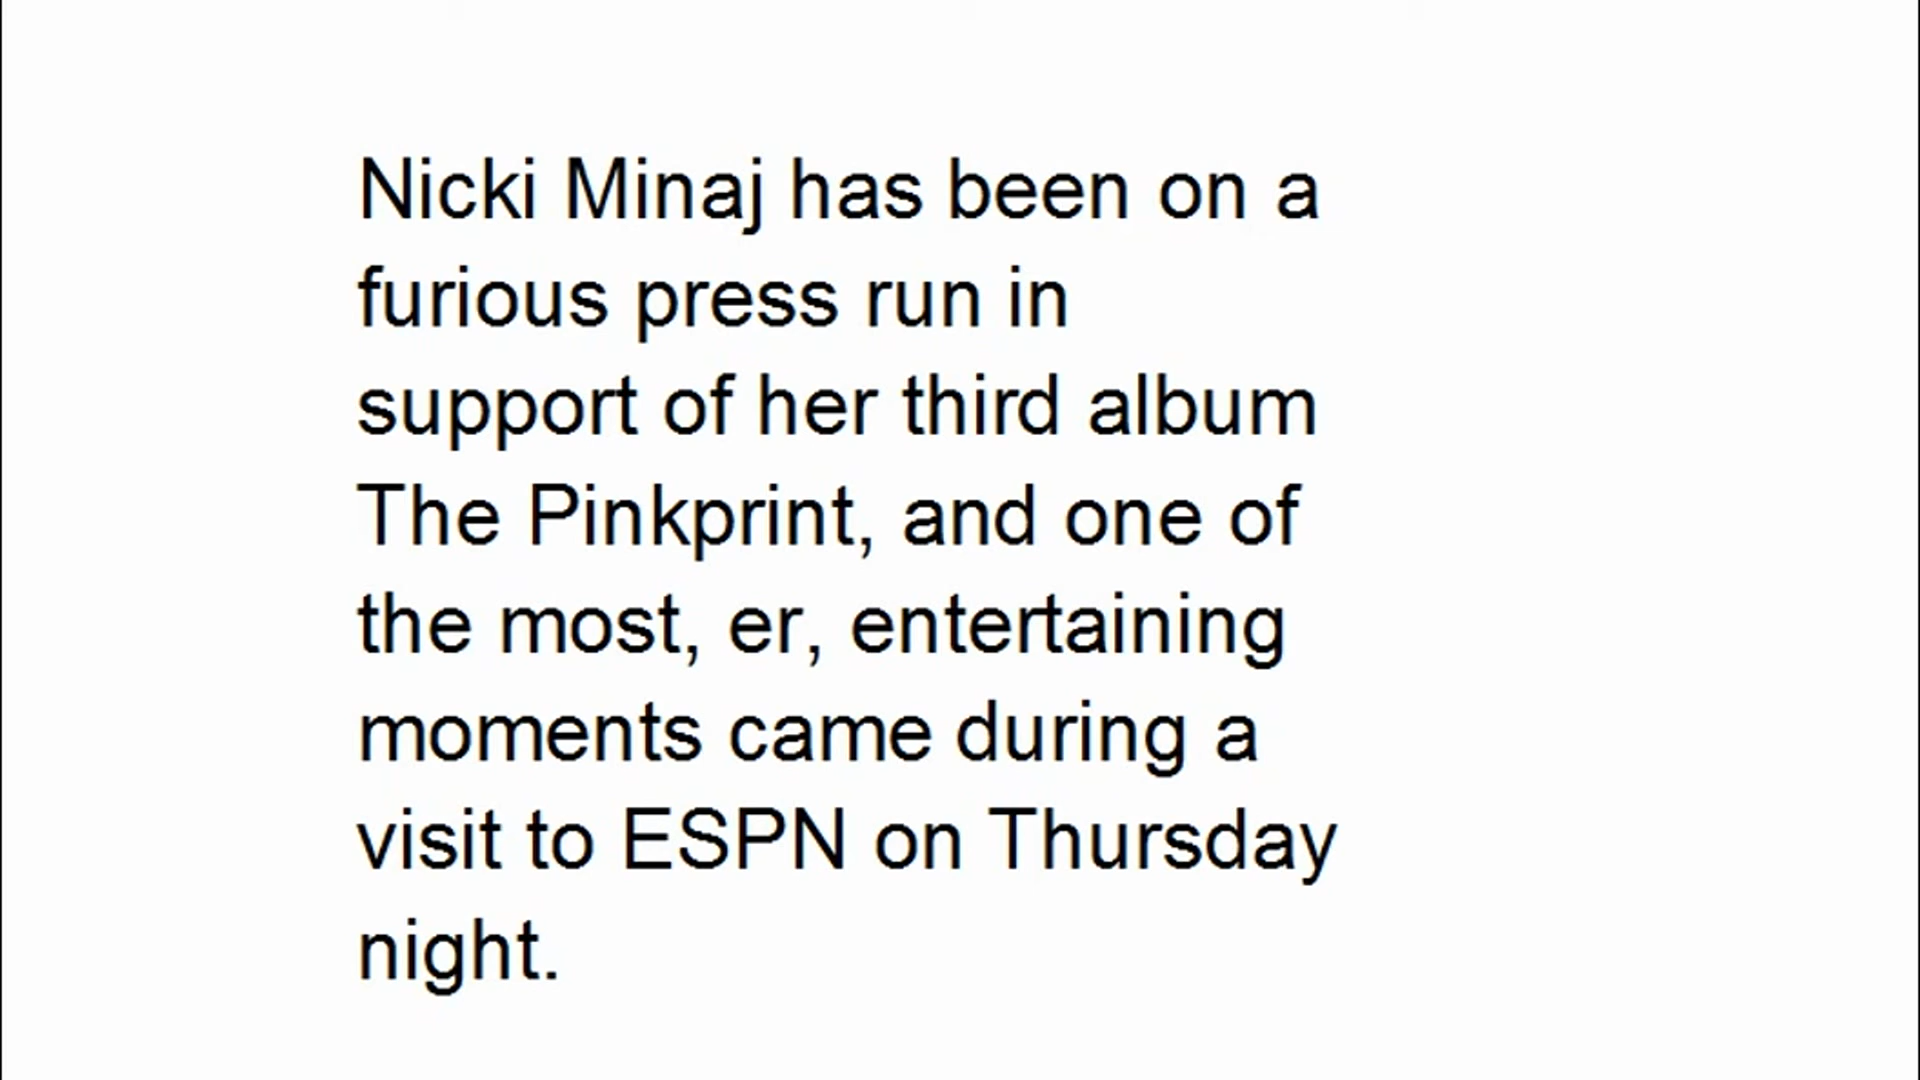 Nicki Minaj has been on a
furious press run in
support of her third album
The Pinkprint, and one of
the most, er, entertaining
moments came during a
visit to ESPN on Thursday
night.